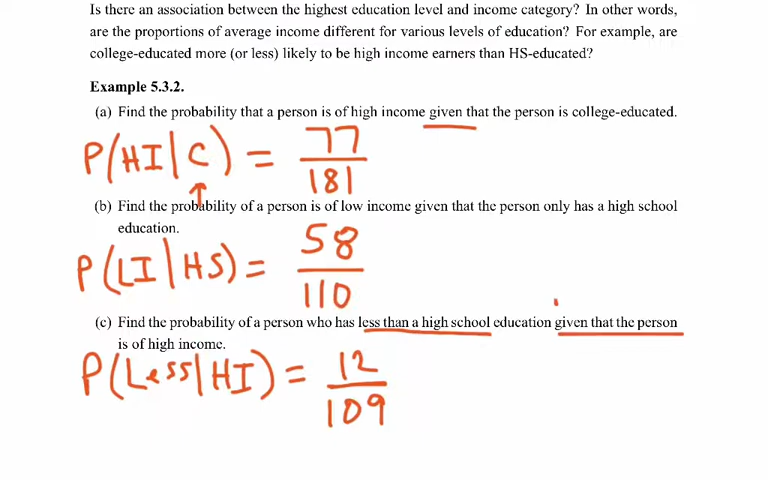 Is there an association between the highest education level and income category? In other words,
are the proportions of average income different for various levels of education? For example, are
college-educated more (or less) likely to be high income earners than HS-educated?
Example 5.3.2.
(a) Find the probability that a person is of high income given that the person is college-educated.
P(HI|C) = 77/181
(b) Find the probability of a person is of low income given that the person only has a high school
education.
P(LI|HS) = 58/110
(c) Find the probability of a person who has less than a high school education given that the person
is of high income.
P(Less|HI) = 12/109